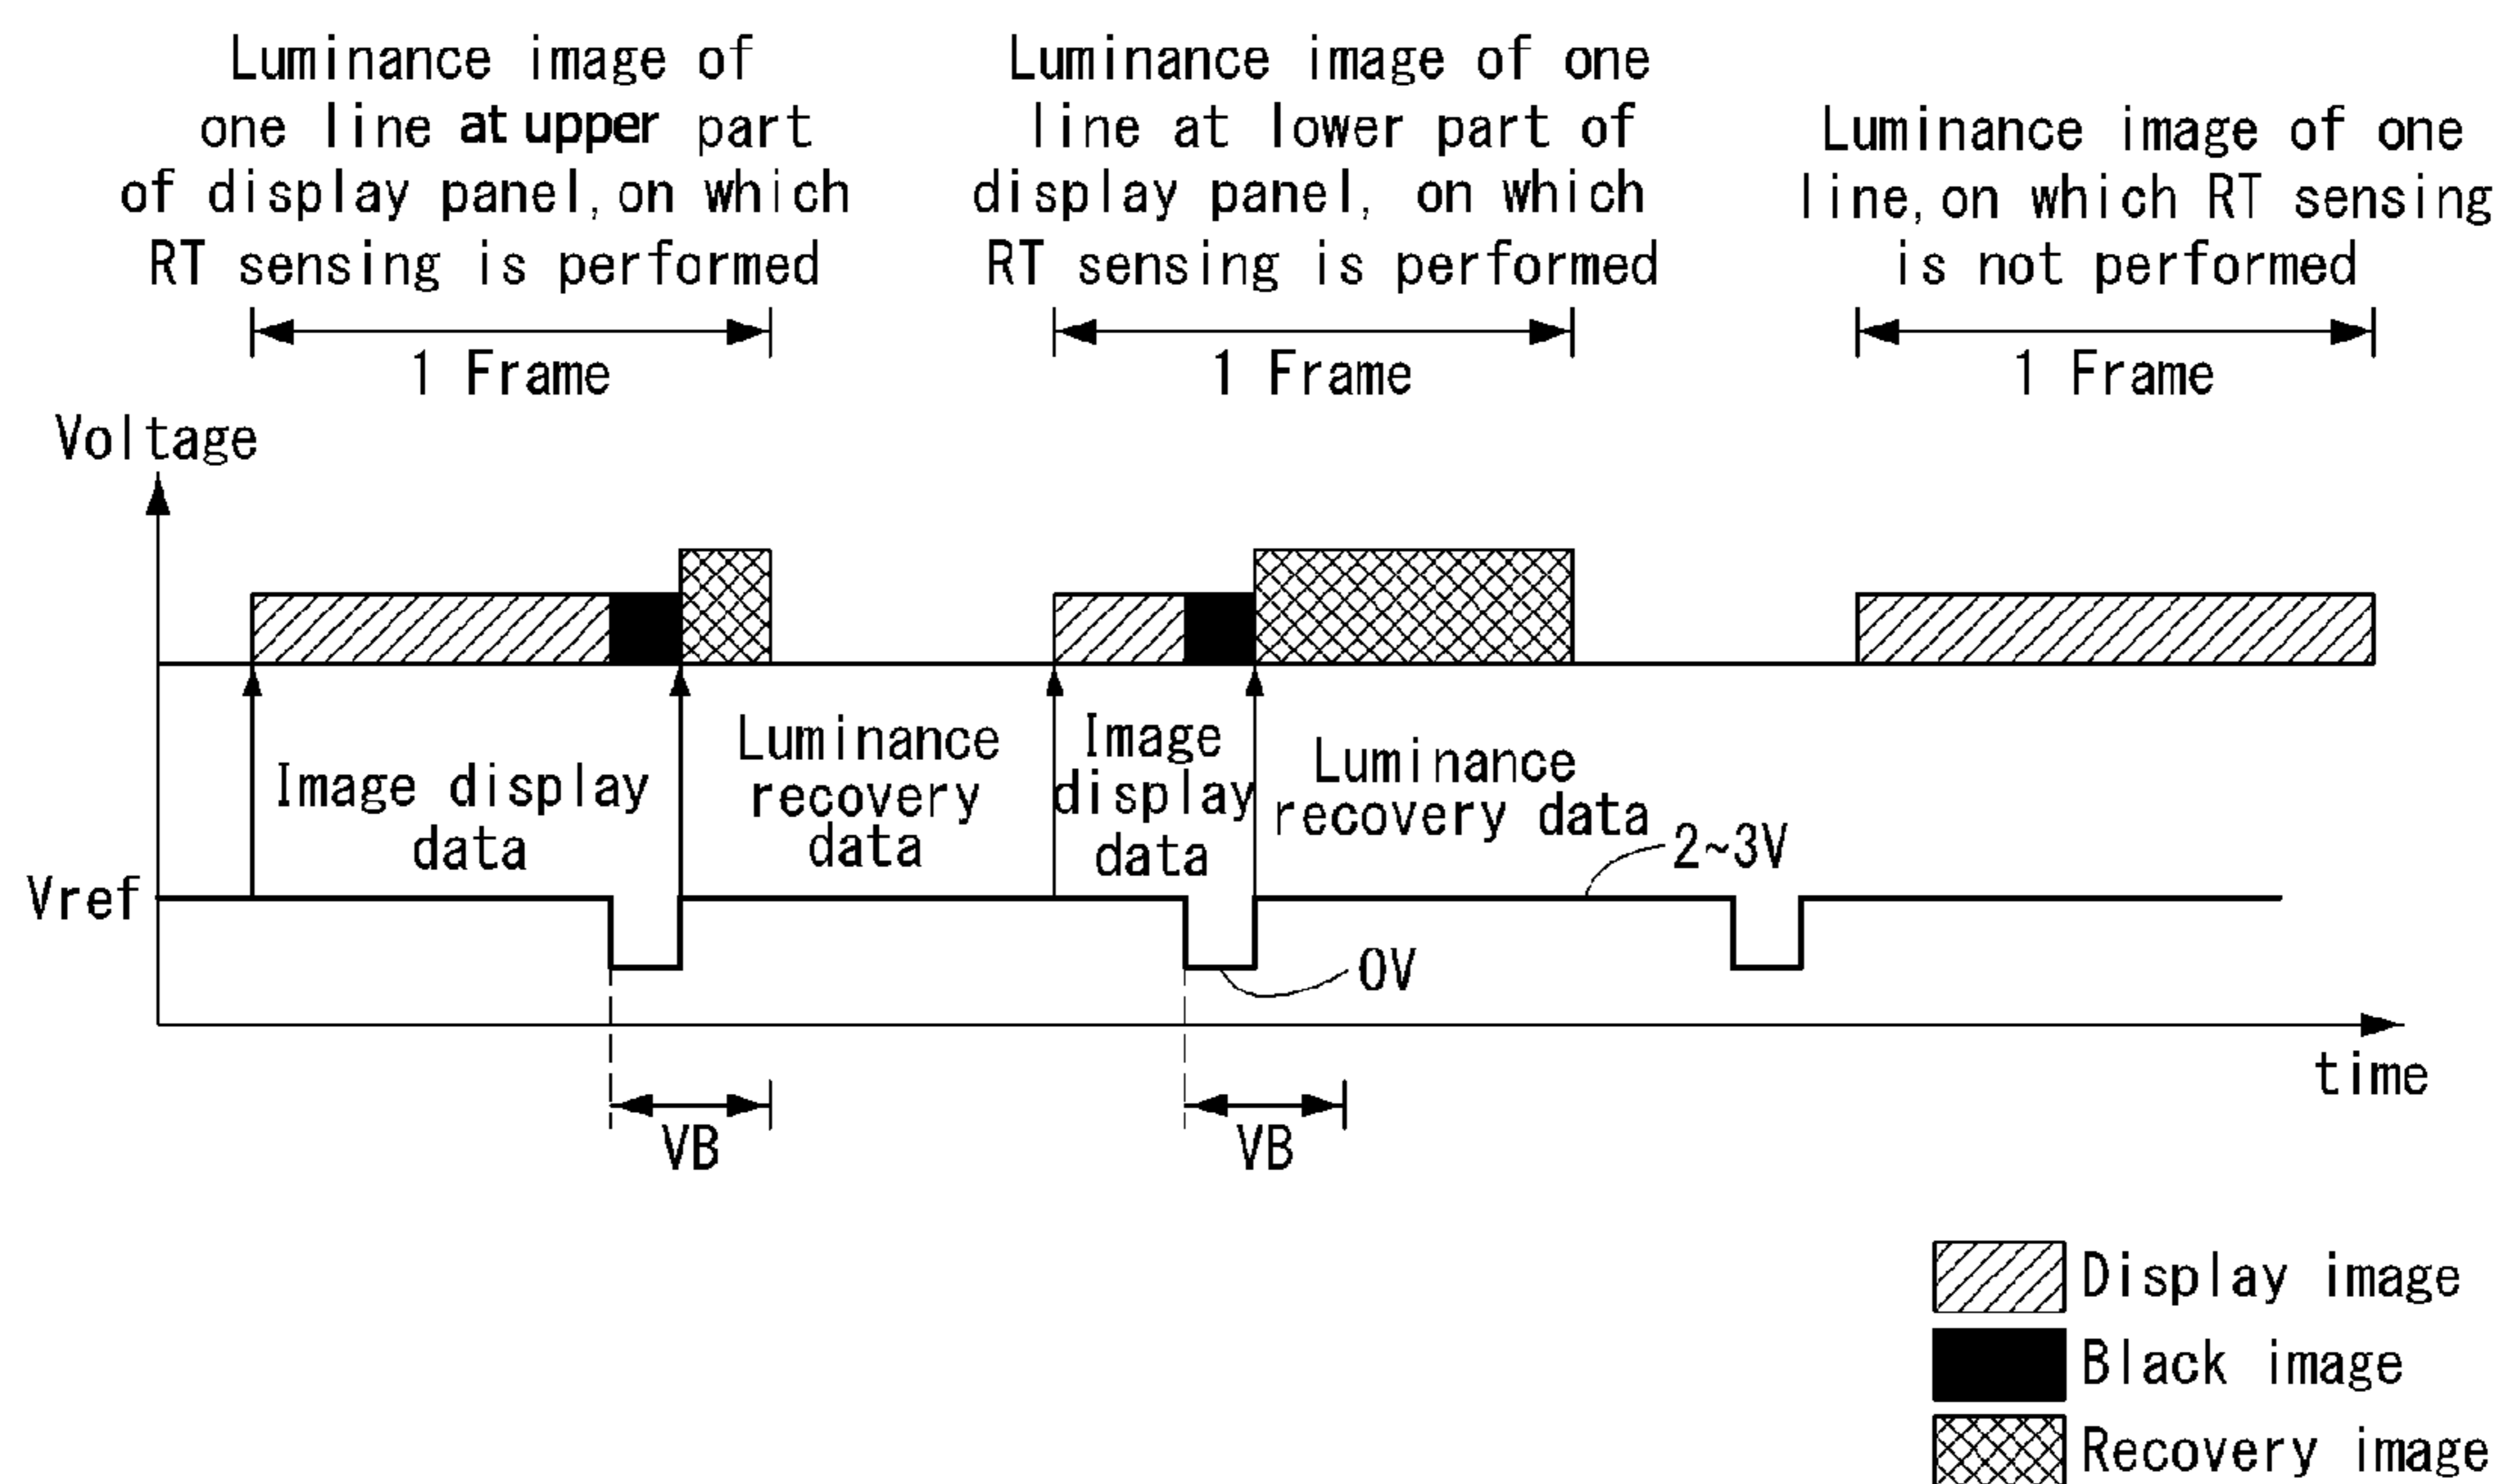 Luminance image of
one line at upper part
of display panel, on which
RT sensing is performed
1 Frame
Luminance image of one
line at lower part of
display panel, on which
RT sensing is performed
1 Frame
Luminance image of one
line, on which RT sensing
is not performed
1 Frame
Voltage
Image display
data
Luminance
recovery
data
Image
display
data
Luminance
recovery data
2~3V
Vref
0V
time
VB
VB
Display image
Black image
Recovery image